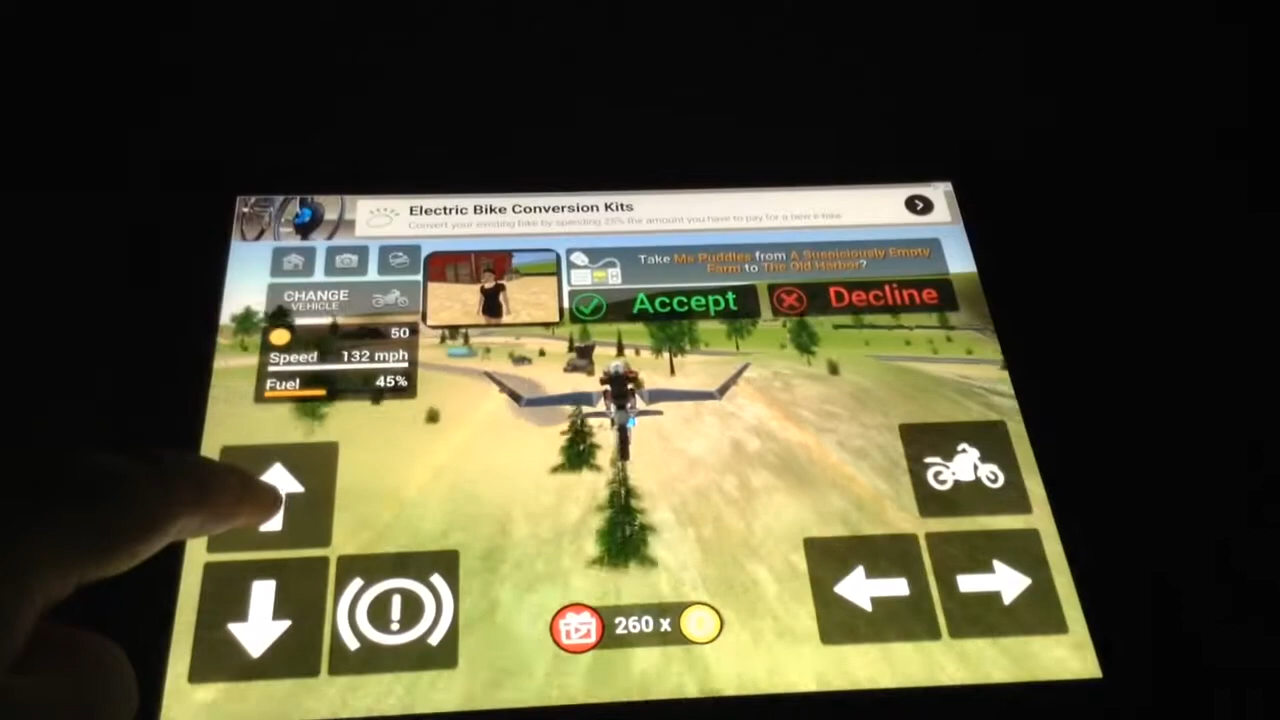 Electric Bike Conversion Kits
Convert your existing bike by spending 25% the amount you have to pay for a new e-bike
Take Ms Puddles from A Suspiciously Empty
Farm to The Old Harbor?
CHANGE
VEHICLE
Accept
Decline
50
Speed 132 mph
Fuel 45%
!
260 x